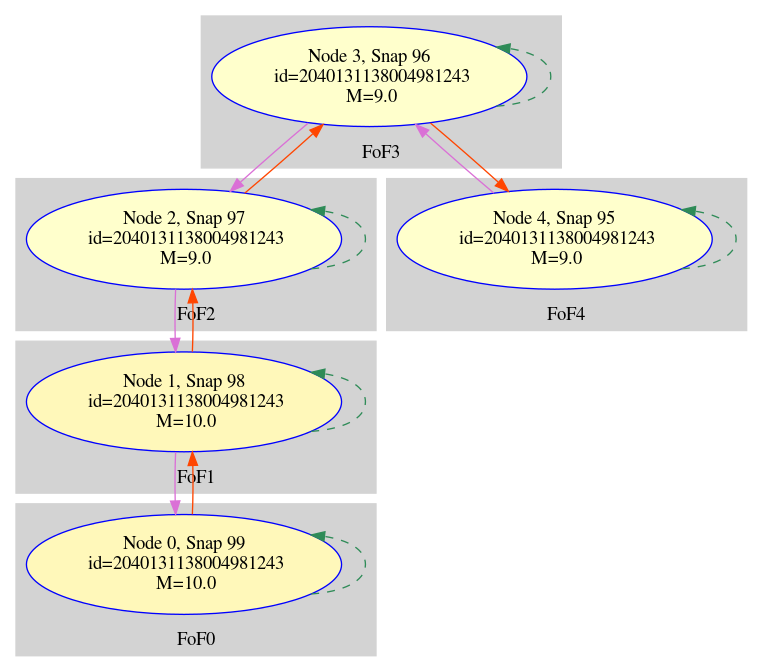 Node 3, Snap 96
id=2040131138004981243
M=9.0
FoF3
Node 2, Snap 97
id=2040131138004981243
M=9.0
FoF2
Node 4, Snap 95
id=2040131138004981243
M=9.0
FoF4
Node 1, Snap 98
id=2040131138004981243
M=10.0
FoF1
Node 0, Snap 99
id=2040131138004981243
M=10.0
FoF0